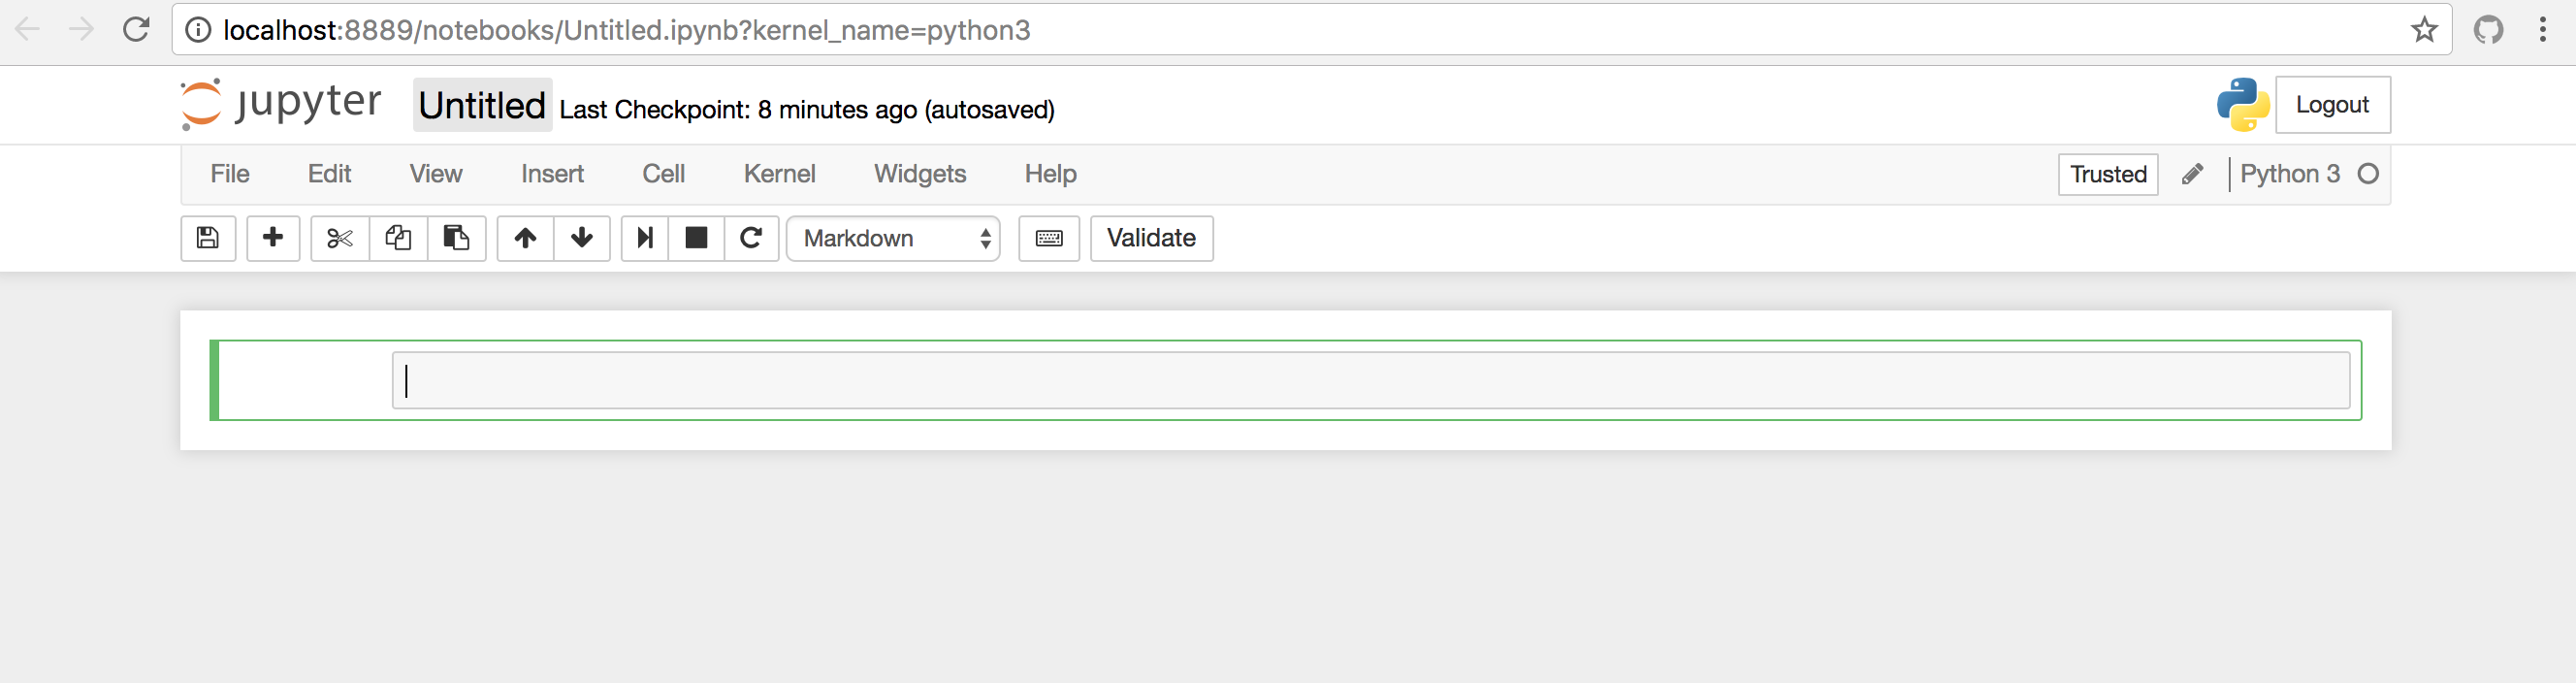 localhost:8889/notebooks/Untitled.ipynb?kernel_name=python3
jupyter Untitled Last Checkpoint: 8 minutes ago (autosaved) Logout
File Edit View Insert Cell Kernel Widgets Help Trusted Python 3
Markdown Validate